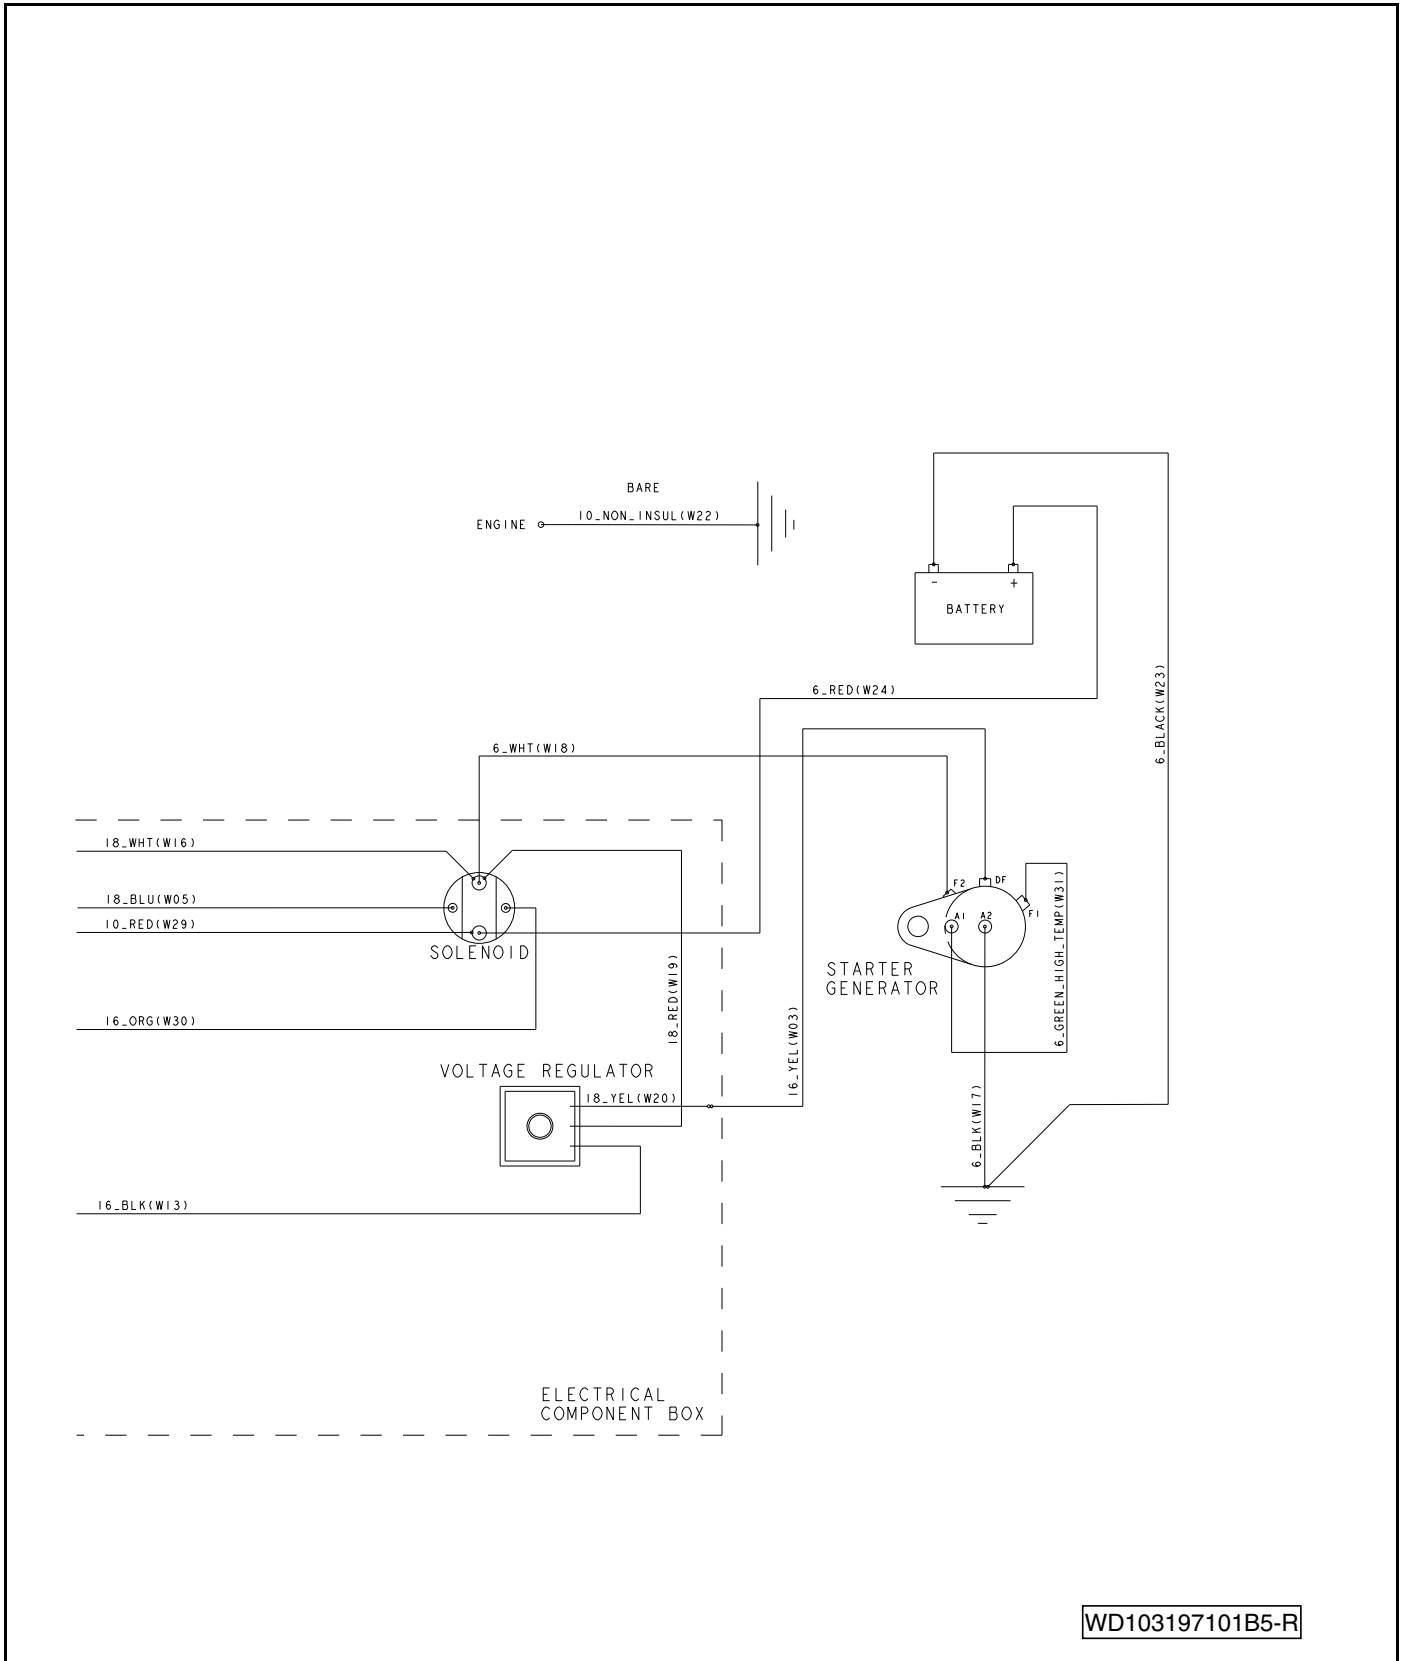 BARE
10_NON_INSUL(W22)
ENGINE
- +
BATTERY
6_RED(W24)
6_BLACK(W23)
6_WHT(W18)
18_WHT(W16)
18_BLU(W05)
10_RED(W29)
SOLENOID
F2
DF
F1
A1
A2
6_GREEN_HIGH_TEMP(W31)
STARTER
GENERATOR
18_RED(W19)
16_ORG(W30)
16_YEL(W03)
VOLTAGE REGULATOR
18_YEL(W20)
6_BLK(W17)
16_BLK(W13)
ELECTRICAL
COMPONENT BOX
WD103197101B5-R